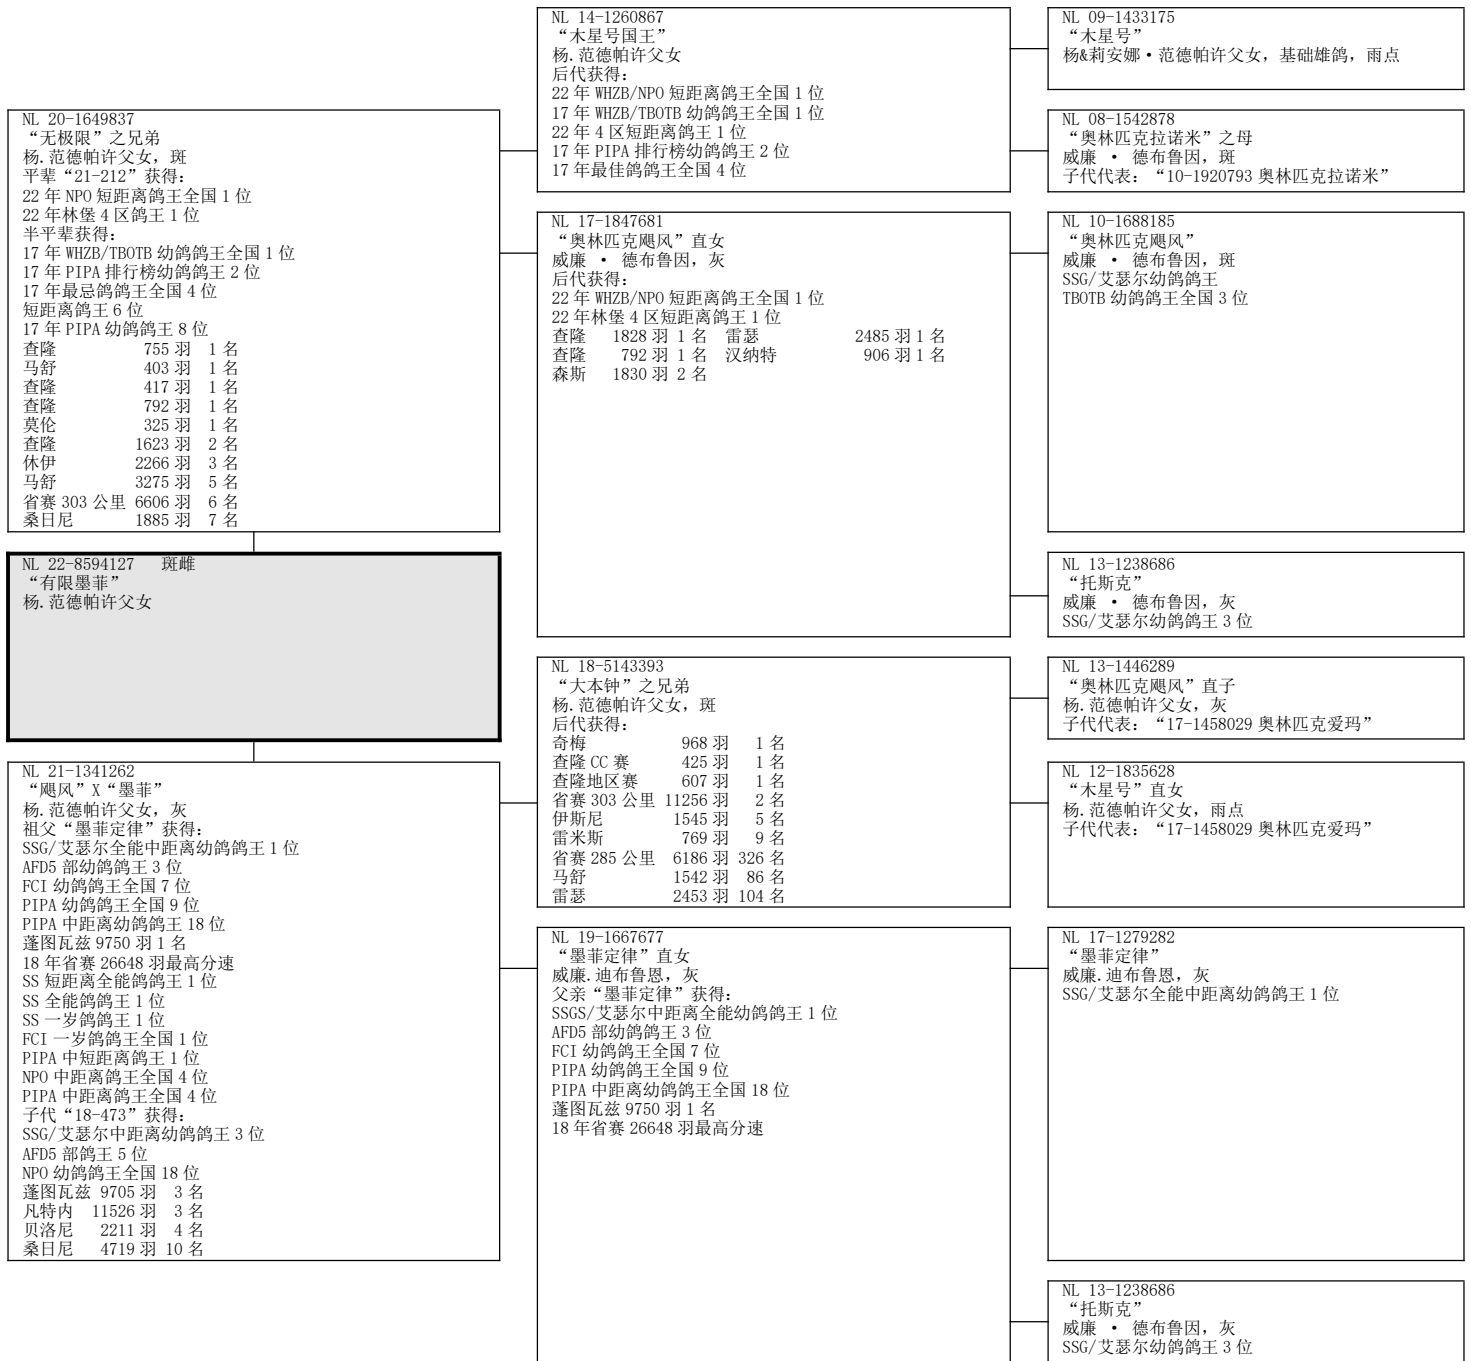 NL 20-1649837
“无极限”之兄弟
杨.范德帕许父女，斑
平辈“21-212”获得：
22 年 NPO 短距离鸽王全国 1 位
22 年林堡 4 区鸽王 1 位
半平辈获得：
17 年 WHZB/TBOTB 幼鸽鸽王全国 1 位
17 年 PIPA 排行榜幼鸽鸽王 2 位
17 年最忌鸽鸽王全国 4 位
短距离鸽王 6 位
17 年 PIPA 幼鸽鸽王 8 位
查隆 755 羽 1 名
马舒 403 羽 1 名
查隆 417 羽 1 名
查隆 792 羽 1 名
莫伦 325 羽 1 名
查隆 1623 羽 2 名
休伊 2266 羽 3 名
马舒 3275 羽 5 名
省赛 303 公里 6606 羽 6 名
桑日尼 1885 羽 7 名
NL 22-8594127 斑雌
“有限墨菲”
杨.范德帕许父女
NL 21-1341262
“飓风”X“墨菲”
杨.范德帕许父女，灰
祖父“墨菲定律”获得：
SSG/艾瑟尔全能中距离幼鸽鸽王 1 位
AFD5 部幼鸽鸽王 3 位
FCI 幼鸽鸽王全国 7 位
PIPA 幼鸽鸽王全国 9 位
PIPA 中距离幼鸽鸽王 18 位
蓬图瓦兹 9750 羽 1 名
18 年省赛 26648 羽最高分速
SS 短距离全能鸽鸽王 1 位
SS 全能鸽鸽王 1 位
SS 一岁鸽鸽王 1 位
FCI 一岁鸽鸽王全国 1 位
PIPA 中短距离鸽王 1 位
NPO 中距离鸽王全国 4 位
PIPA 中距离鸽王全国 4 位
子代“18-473”获得：
SSG/艾瑟尔中距离幼鸽鸽王 3 位
AFD5 部鸽王 5 位
NPO 幼鸽鸽王全国 18 位
蓬图瓦兹 9705 羽 3 名
凡特内 11526 羽 3 名
贝洛尼 2211 羽 4 名
桑日尼 4719 羽 10 名
NL 14-1260867
“木星号国王”
杨.范德帕许父女
后代获得：
22 年 WHZB/NPO 短距离鸽王全国 1 位
17 年 WHZB/TBOTB 幼鸽鸽王全国 1 位
22 年 4 区短距离鸽王 1 位
17 年 PIPA 排行榜幼鸽鸽王 2 位
17 年最佳鸽鸽王全国 4 位
NL 17-1847681
“奥林匹克飓风”直女
威廉 • 德布鲁因，灰
后代获得：
22 年 WHZB/NPO 短距离鸽王全国 1 位
22 年林堡 4 区短距离鸽王 1 位
查隆 1828 羽 1 名 雷瑟 2485 羽 1 名
查隆 792 羽 1 名 汉纳特 906 羽 1 名
森斯 1830 羽 2 名
NL 18-5143393
“大本钟”之兄弟
杨.范德帕许父女，斑
后代获得：
奇梅 968 羽 1 名
查隆 CC 赛 425 羽 1 名
查隆地区赛 607 羽 1 名
省赛 303 公里 11256 羽 2 名
伊斯尼 1545 羽 5 名
雷米斯 769 羽 9 名
省赛 285 公里 6186 羽 326 名
马舒 1542 羽 86 名
雷瑟 2453 羽 104 名
NL 19-1667677
“墨菲定律”直女
威廉.迪布鲁恩，灰
父亲“墨菲定律”获得：
SSGS/艾瑟尔中距离全能幼鸽鸽王 1 位
AFD5 部幼鸽鸽王 3 位
FCI 幼鸽鸽王全国 7 位
PIPA 幼鸽鸽王全国 9 位
PIPA 中距离幼鸽鸽王全国 18 位
蓬图瓦兹 9750 羽 1 名
18 年省赛 26648 羽最高分速
NL 09-1433175
“木星号”
杨&莉安娜•范德帕许父女，基础雄鸽，雨点
NL 08-1542878
“奥林匹克拉诺米”之母
威廉 • 德布鲁因，斑
子代代表：“10-1920793 奥林匹克拉诺米”
NL 10-1688185
“奥林匹克飓风”
威廉 • 德布鲁因，斑
SSG/艾瑟尔幼鸽鸽王
TBOTB 幼鸽鸽王全国 3 位
NL 13-1238686
“托斯克”
威廉 • 德布鲁因，灰
SSG/艾瑟尔幼鸽鸽王 3 位
NL 13-1446289
“奥林匹克飓风”直子
杨.范德帕许父女，灰
子代代表：“17-1458029 奥林匹克爱玛”
NL 12-1835628
“木星号”直女
杨.范德帕许父女，雨点
子代代表：“17-1458029 奥林匹克爱玛”
NL 17-1279282
“墨菲定律”
威廉.迪布鲁恩，灰
SSG/艾瑟尔全能中距离幼鸽鸽王 1 位
NL 13-1238686
“托斯克”
威廉 • 德布鲁因，灰
SSG/艾瑟尔幼鸽鸽王 3 位